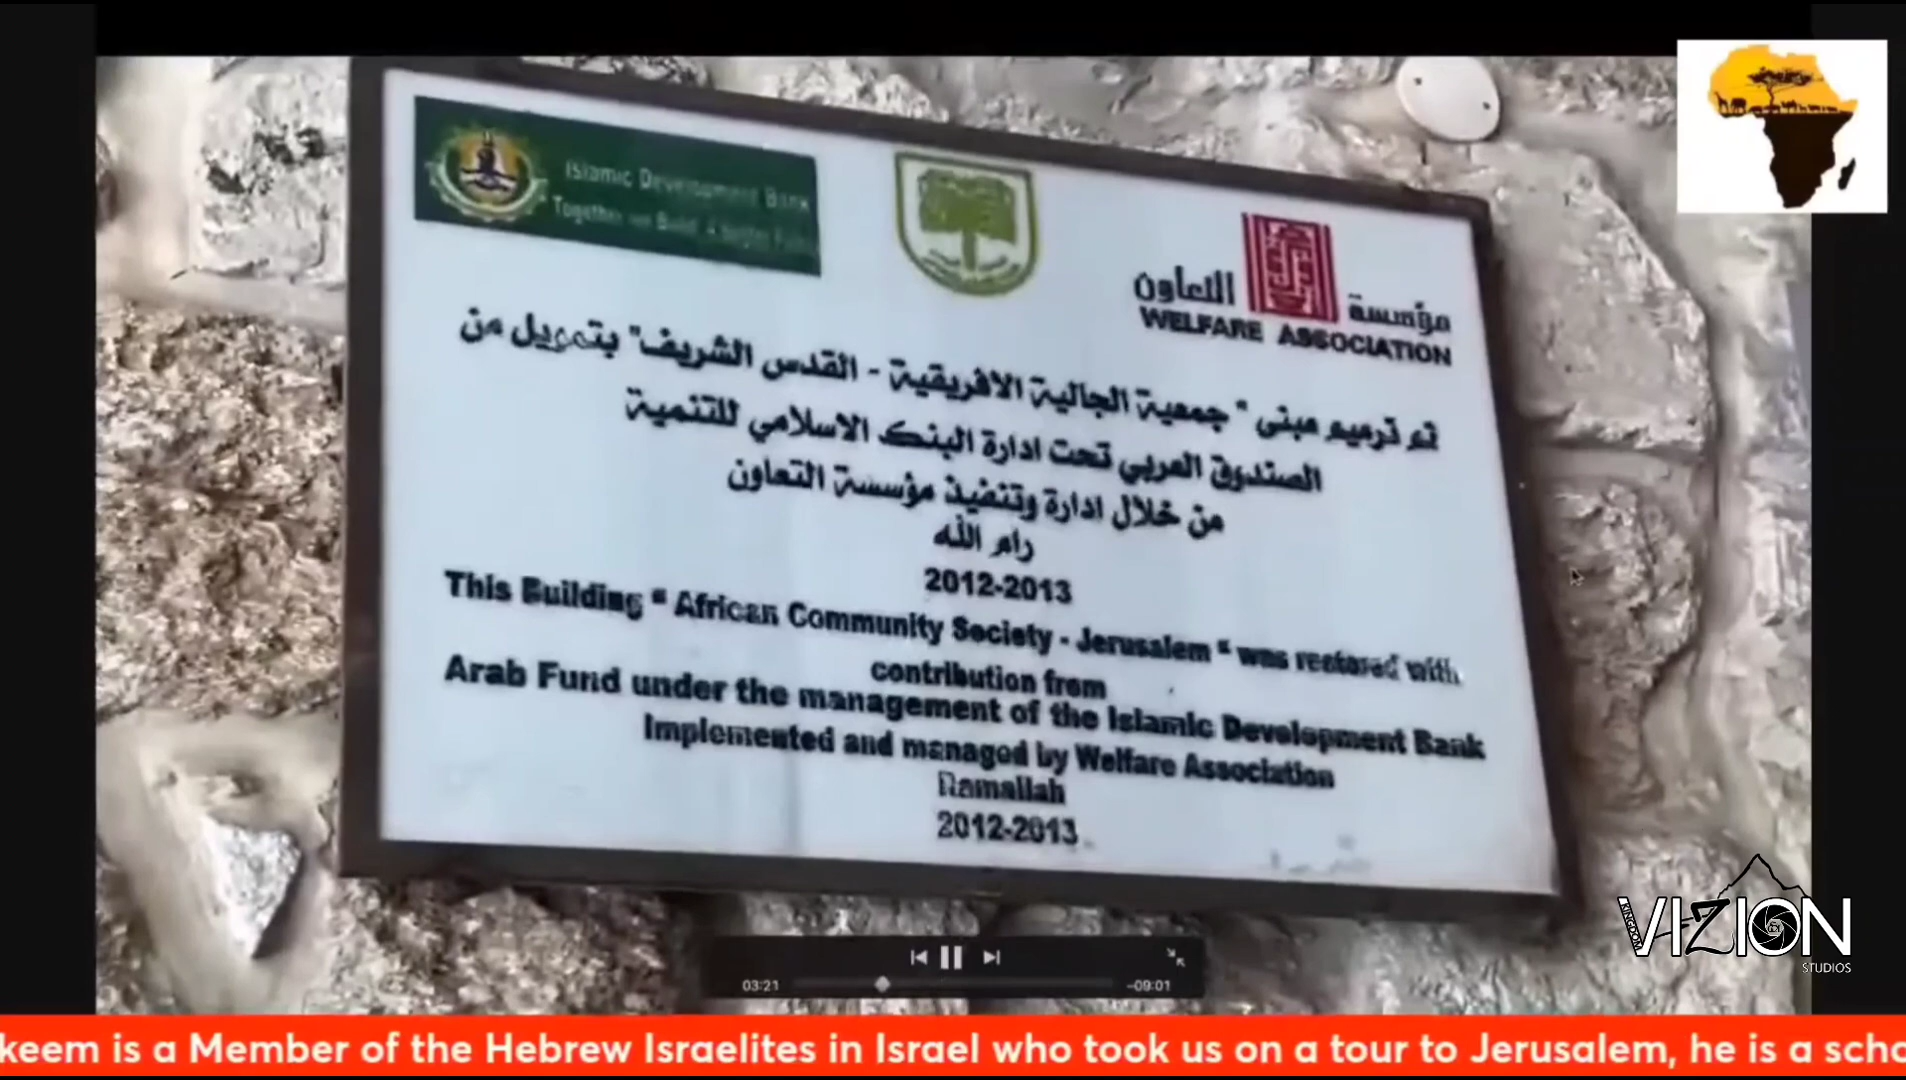 Islamic Development Bank
Together we Build A
مؤسسة التعاون
WELFARE ASSOCIATION
تم ترميم مبنى " جمعية الجالية الافريقية - القدس الشريف" بتمويل من
الصندوق العربي تحت ادارة البنك الاسلامي للتنمية
من خلال ادارة وتنفيذ مؤسسة التعاون
رام الله
2012-2013
This Building " African Community Society - Jerusalem " was restored with
contribution from
Arab Fund under the management of the Islamic Development Bank
Implemented and managed by Welfare Association
Ramallah
2012-2013
KINGDOM VIZION
STUDIOS
03:21
-09:01
keem is a Member of the Hebrew Israelites in Israel who took us on a tour to Jerusalem, he is a scho